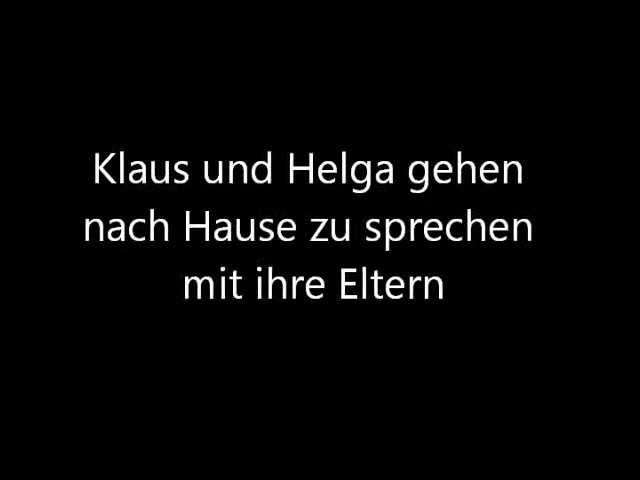 Klaus und Helga gehen
nach Hause zu sprechen
mit ihre Eltern